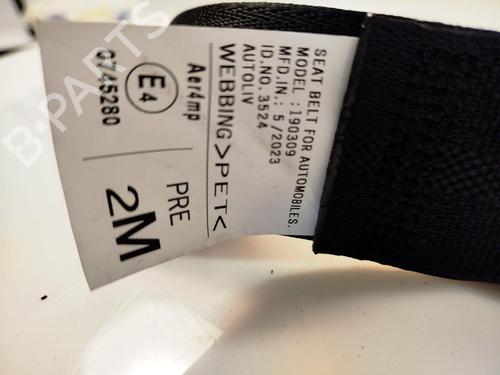 SEAT BELT FOR AUTOMOBILES.
MODEL : 190309
MFD.IN.: 5/2023
ID.NO. 3524
AUTOLIV
WEBBING>PET<
Aer4mp
E4
0745280
PRE
2M
B-PARTS